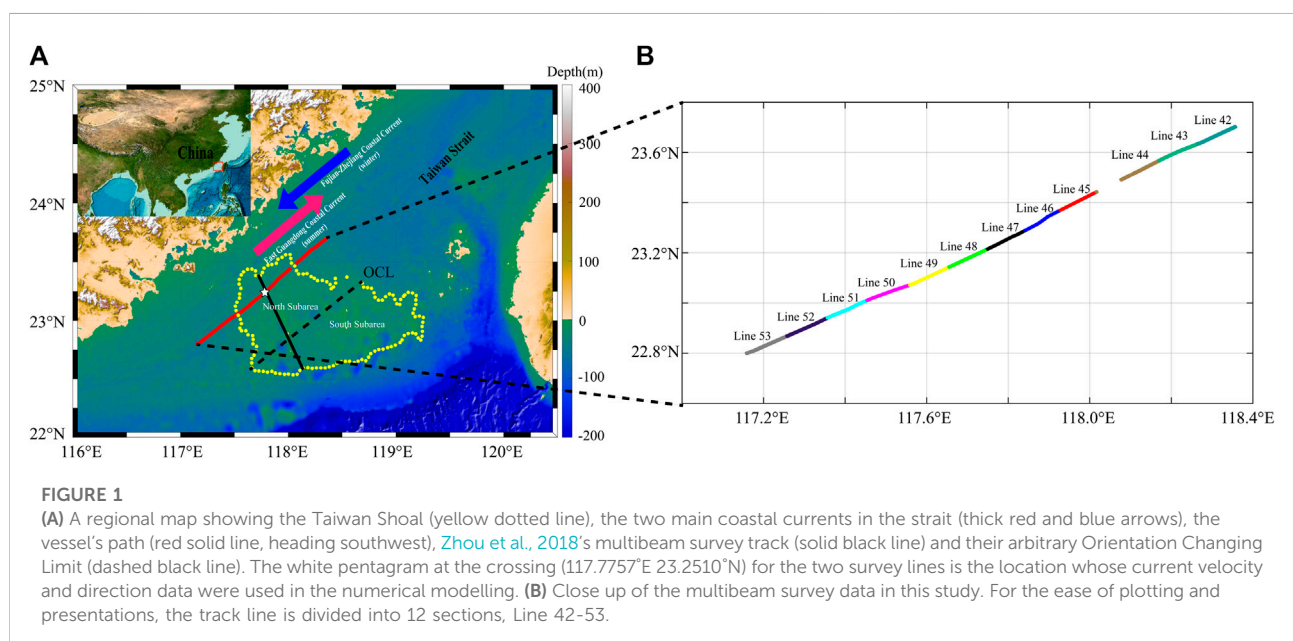 A
B
Depth(m)
25°N
24°N
23°N
22°N
116°E
117°E
118°E
119°E
120°E
400
300
200
100
0
-100
-200
China
Fujian-Zhejiang Coastal Current
(winter)
East Guangdong Coastal Current
(summer)
Taiwan Strait
OCL
North Subarea
South Subarea
23.6°N
23.2°N
22.8°N
117.2°E
117.6°E
118.0°E
118.4°E
Line 42
Line 43
Line 44
Line 45
Line 46
Line 47
Line 48
Line 49
Line 50
Line 51
Line 52
Line 53
FIGURE 1
(A) A regional map showing the Taiwan Shoal (yellow dotted line), the two main coastal currents in the strait (thick red and blue arrows), the
vessel's path (red solid line, heading southwest), Zhou et al., 2018's multibeam survey track (solid black line) and their arbitrary Orientation Changing
Limit (dashed black line). The white pentagram at the crossing (117.7757°E 23.2510°N) for the two survey lines is the location whose current velocity
and direction data were used in the numerical modelling. (B) Close up of the multibeam survey data in this study. For the ease of plotting and
presentations, the track line is divided into 12 sections, Line 42-53.